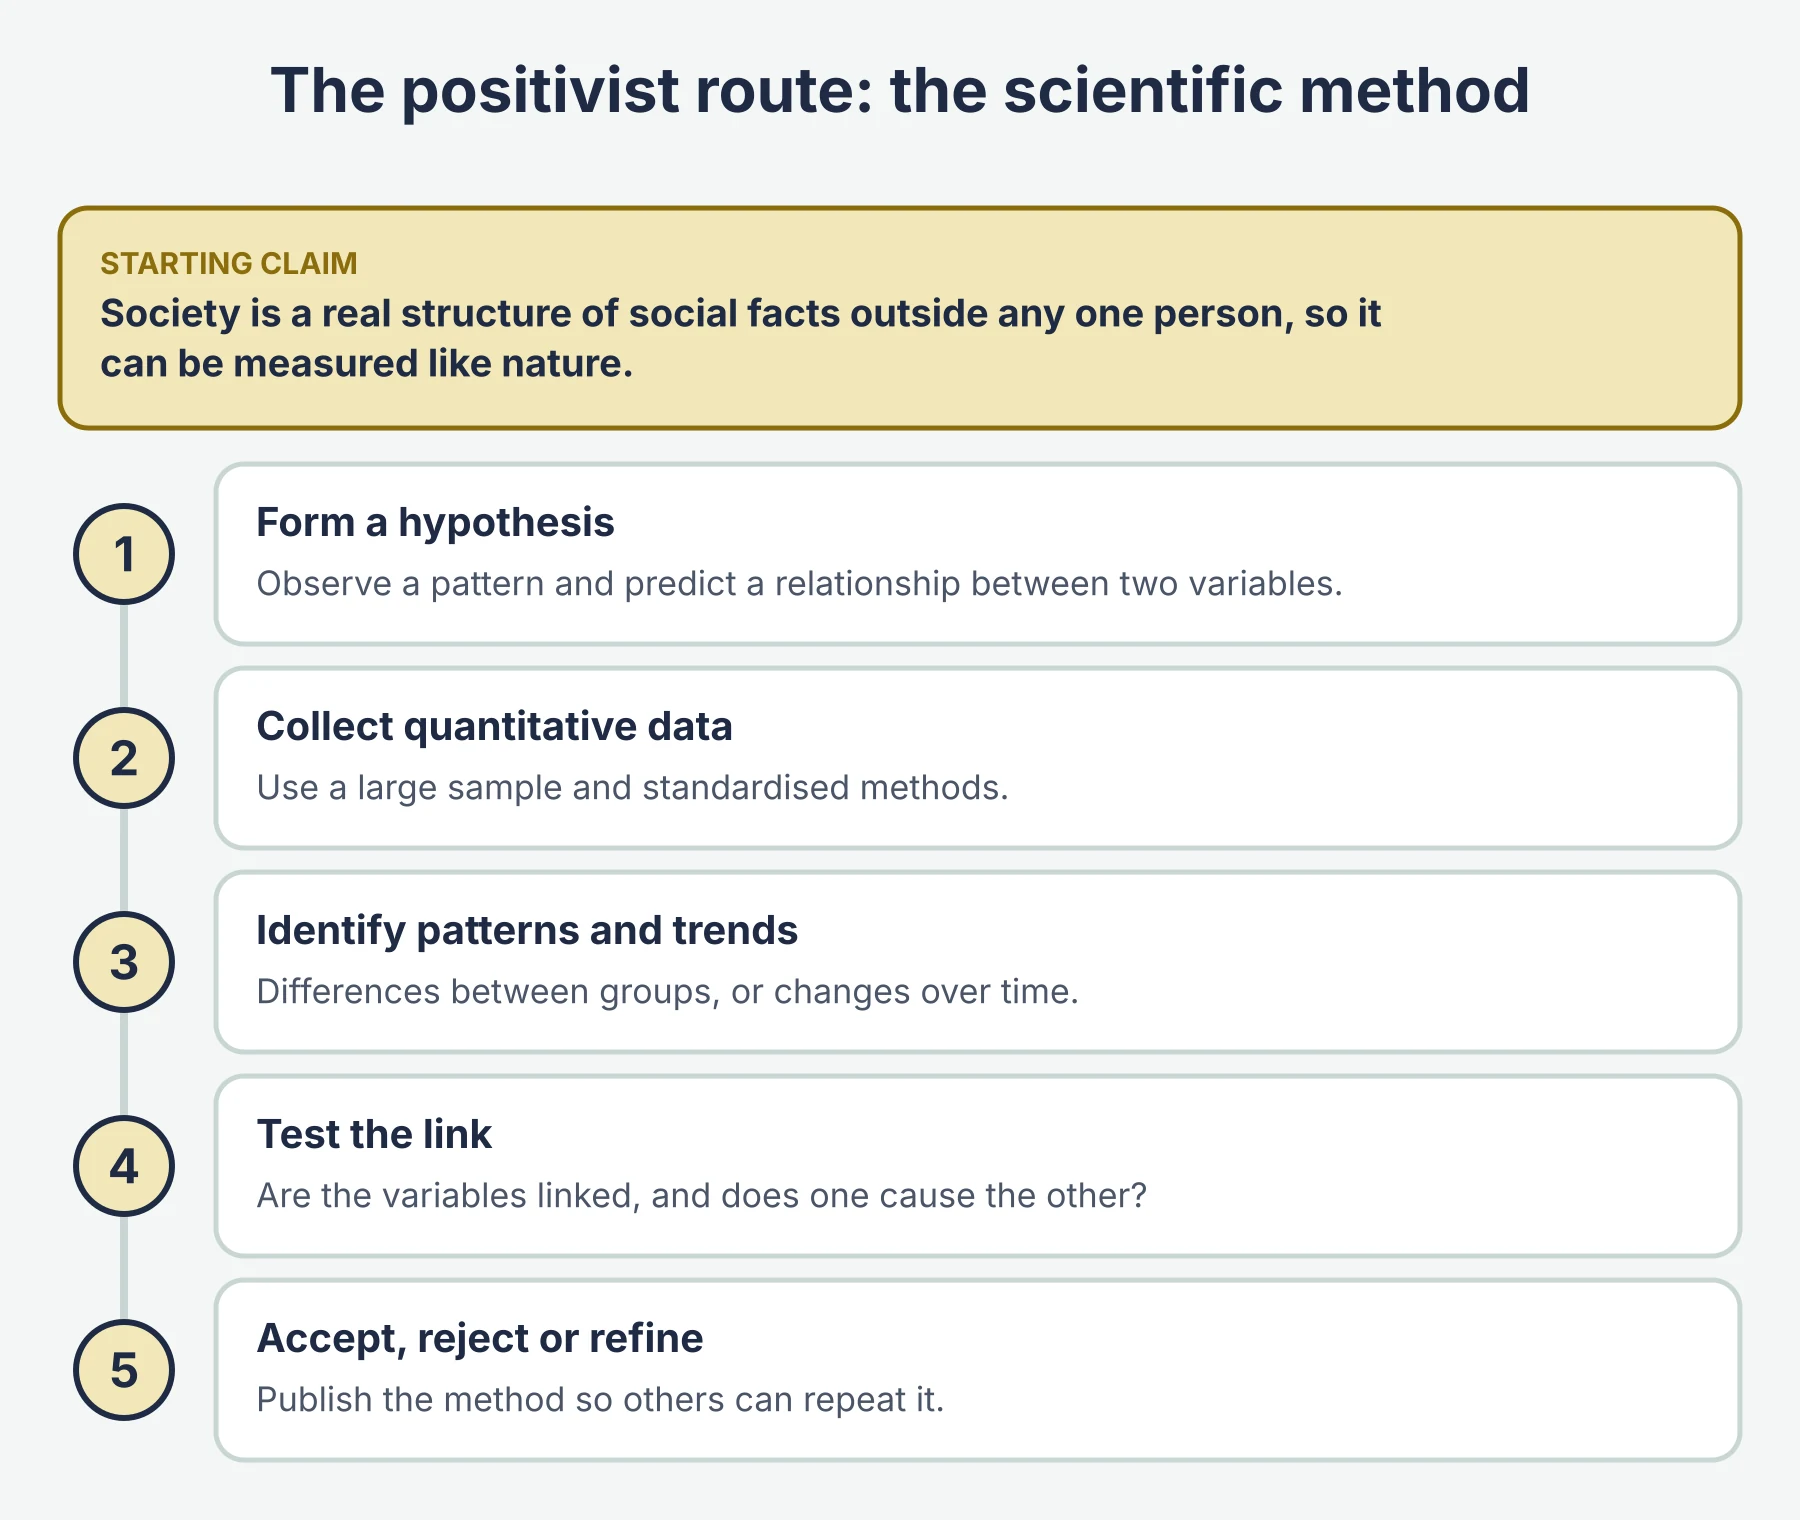 The positivist route: the scientific method
STARTING CLAIM
Society is a real structure of social facts outside any one person, so it
can be measured like nature.
1
Form a hypothesis
Observe a pattern and predict a relationship between two variables.
2
Collect quantitative data
Use a large sample and standardised methods.
3
Identify patterns and trends
Differences between groups, or changes over time.
4
Test the link
Are the variables linked, and does one cause the other?
5
Accept, reject or refine
Publish the method so others can repeat it.